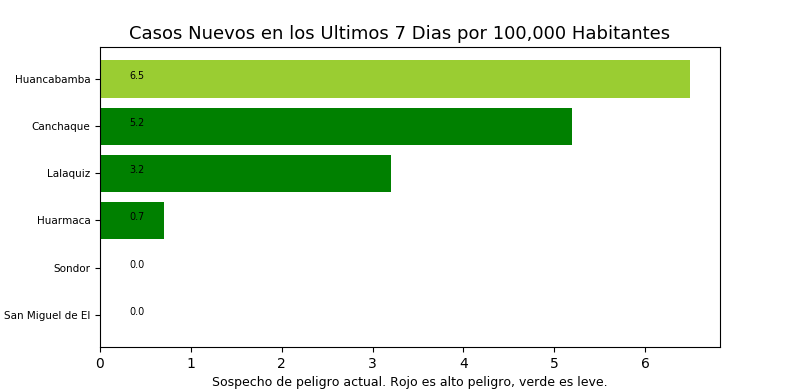 Casos Nuevos en los Ultimos 7 Dias por 100,000 Habitantes
Huancabamba 6.5
Canchaque 5.2
Lalaquiz 3.2
Huarmaca 0.7
Sondor 0.0
San Miguel de El 0.0
0 1 2 3 4 5 6
Sospecho de peligro actual. Rojo es alto peligro, verde es leve.